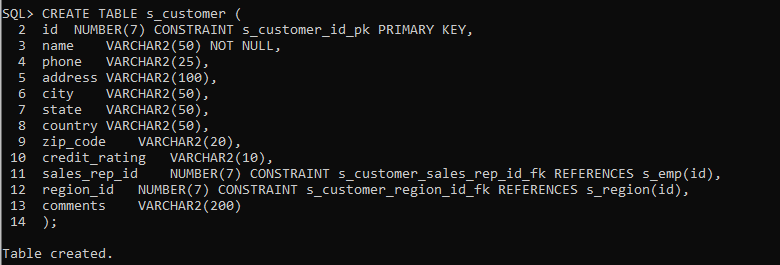 SQL> CREATE TABLE s_customer (
2 id NUMBER(7) CONSTRAINT s_customer_id_pk PRIMARY KEY,
3 name VARCHAR2(50) NOT NULL,
4 phone VARCHAR2(25),
5 address VARCHAR2(100),
6 city VARCHAR2(50),
7 state VARCHAR2(50),
8 country VARCHAR2(50),
9 zip_code VARCHAR2(20),
10 credit_rating VARCHAR2(10),
11 sales_rep_id NUMBER(7) CONSTRAINT s_customer_sales_rep_id_fk REFERENCES s_emp(id),
12 region_id NUMBER(7) CONSTRAINT s_customer_region_id_fk REFERENCES s_region(id),
13 comments VARCHAR2(200)
14 );
Table created.